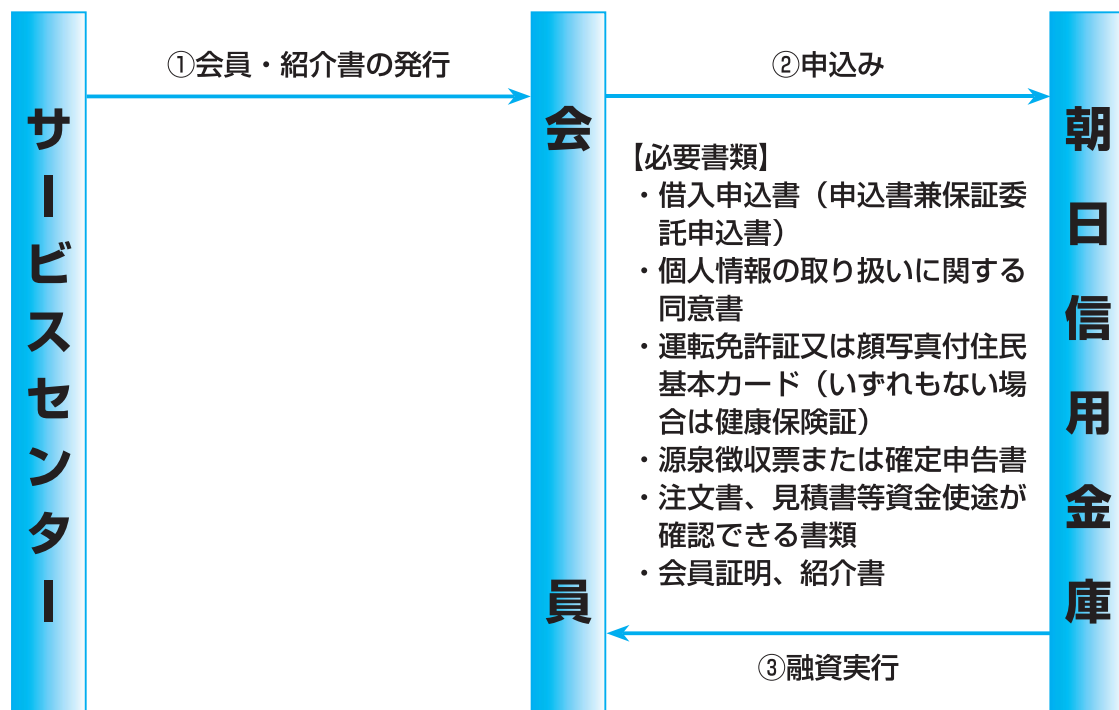 サービスセンター
①会員・紹介書の発行
会員
②申込み
【必要書類】
・借入申込書（申込書兼保証委
託申込書）
・個人情報の取り扱いに関する
同意書
・運転免許証又は顔写真付住民
基本カード（いずれもない場
合は健康保険証）
・源泉徴収票または確定申告書
・注文書、見積書等資金使途が
確認できる書類
・会員証明、紹介書
③融資実行
朝日信用金庫